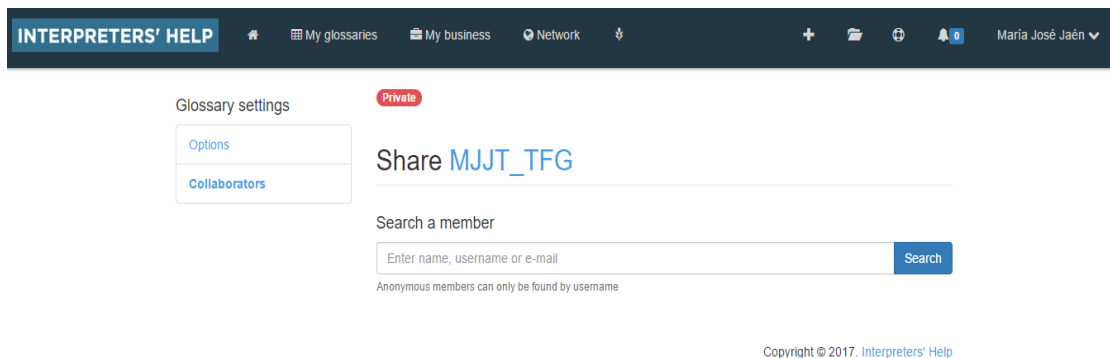 INTERPRETERS' HELP My glossaries My business Network 0 María José Jaén
Glossary settings
Options
Collaborators
Private
Share MJJT_TFG
Search a member
Enter name, username or e-mail Search
Anonymous members can only be found by username
Copyright © 2017. Interpreters' Help